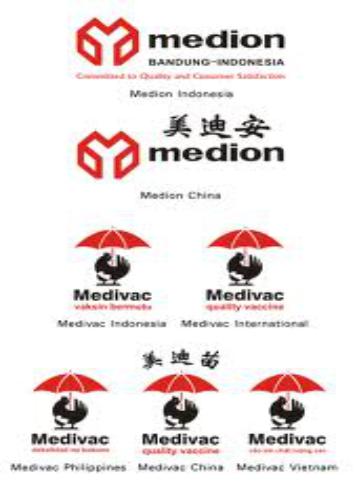 medion
BANDUNG-INDONESIA
Committed to Quality and Customer Satisfaction
Medion Indonesia
美迪安
medion
Medion China
Medivac Medivac
vaksin bermutu quality vaccine
Medivac Indonesia Medivac International
美迪苗
Medivac Medivac Medivac
quality vaccine
Medivac Philippines Medivac China Medivac Vietnam